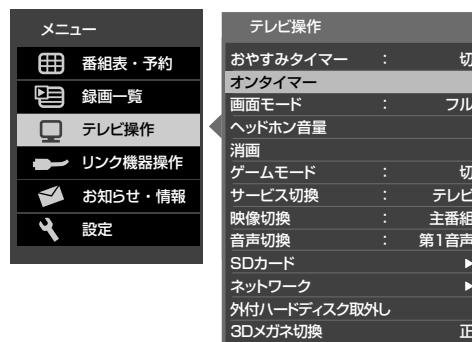 メニュー
番組表・予約
録画一覧
テレビ操作
リンク機器操作
お知らせ・情報
設定
テレビ操作
おやすみタイマー : 切
オンタイマー
画面モード : フル
ヘッドホン音量
消画
ゲームモード : 切
サービス切換 : テレビ
映像切換 : 主番組
音声切換 : 第1音声
SDカード
ネットワーク
外付ハードディスク取外し
3Dメガネ切換 正